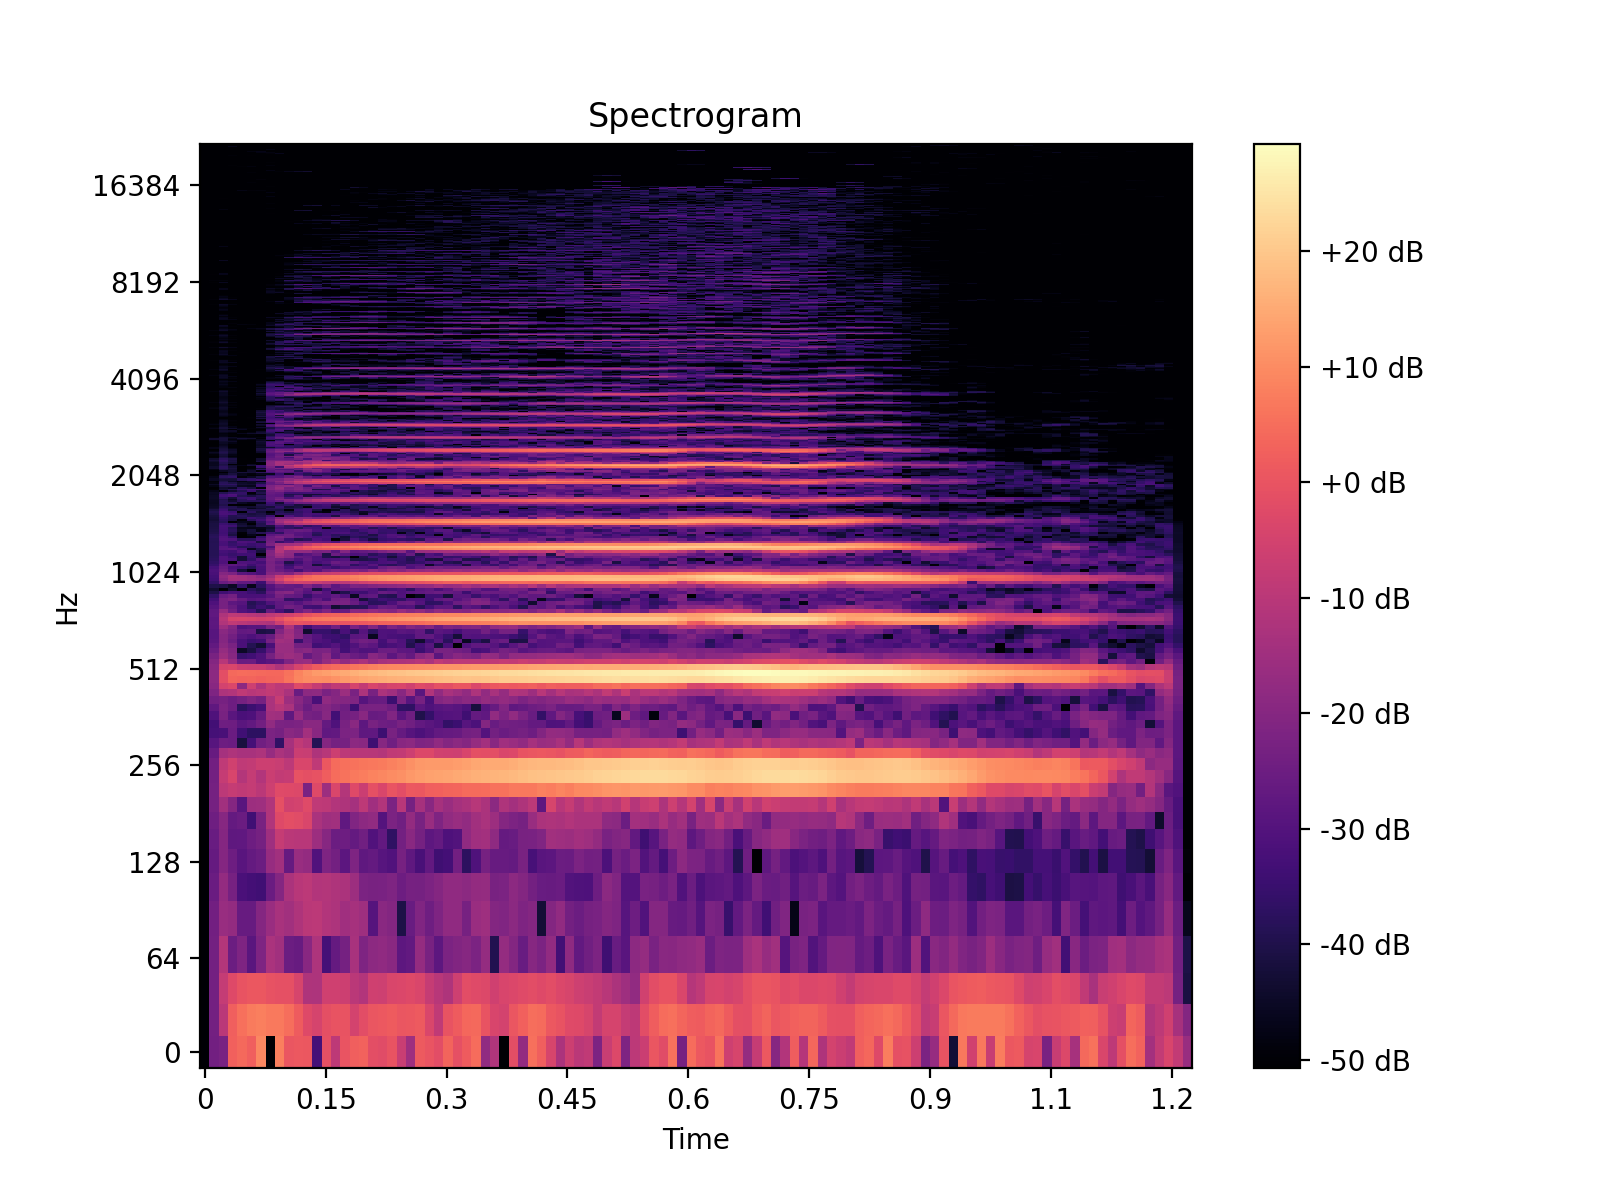 Spectrogram
16384
8192
4096
2048
1024
512
256
128
64
0
Hz
0 0.15 0.3 0.45 0.6 0.75 0.9 1.1 1.2
Time
+20 dB
+10 dB
+0 dB
-10 dB
-20 dB
-30 dB
-40 dB
-50 dB